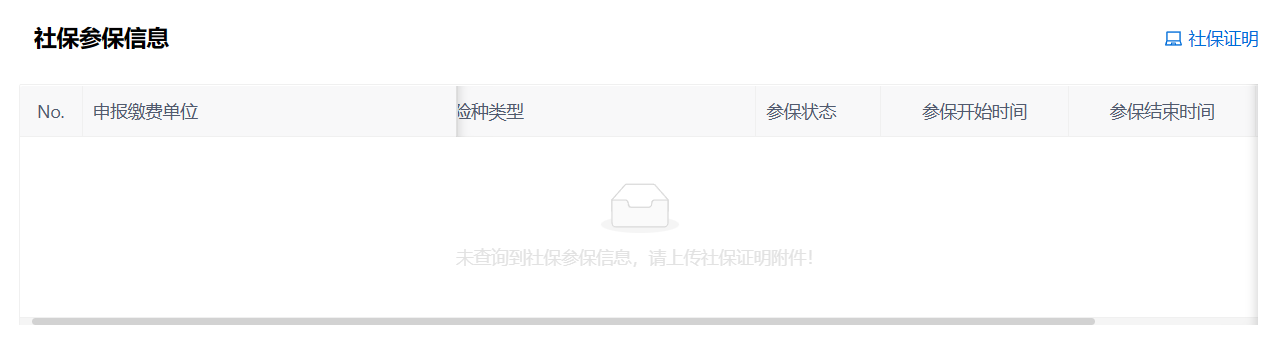 社保参保信息
社保证明
No. 申报缴费单位 险种类型 参保状态 参保开始时间 参保结束时间
未查询到社保参保信息，请上传社保证明附件!